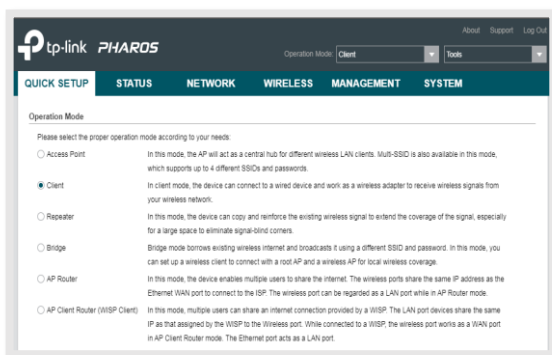 About Support Log Out
tp-link PHAROS
Operation Mode: Client Tools
QUICK SETUP STATUS NETWORK WIRELESS MANAGEMENT SYSTEM
Operation Mode
Please select the proper operation mode according to your needs:
Access Point In this mode, the AP will act as a central hub for different wireless LAN clients. Multi-SSID is also available in this mode,
which supports up to 4 different SSIDs and passwords.
Client In client mode, the device can connect to a wired device and work as a wireless adapter to receive wireless signals from
your wireless network.
Repeater In this mode, the device can copy and reinforce the existing wireless signal to extend the coverage of the signal, especially
for a large space to eliminate signal-blind corners.
Bridge Bridge mode borrows existing wireless internet and broadcasts it using a different SSID and password. In this mode, you
can set up a wireless client to connect with a root AP and a wireless AP for local wireless coverage.
AP Router In this mode, the device enables multiple users to share the internet. The wireless ports share the same IP address as the
Ethernet WAN port to connect to the ISP. The wireless port can be regarded as a LAN port while in AP Router mode.
AP Client Router (WISP Client) In this mode, multiple users can share an internet connection provided by a WISP. The LAN port devices share the same
IP as that assigned by the WISP to the Wireless port. While connected to a WISP, the wireless port works as a WAN port
in AP Client Router mode. The Ethernet port acts as a LAN port.